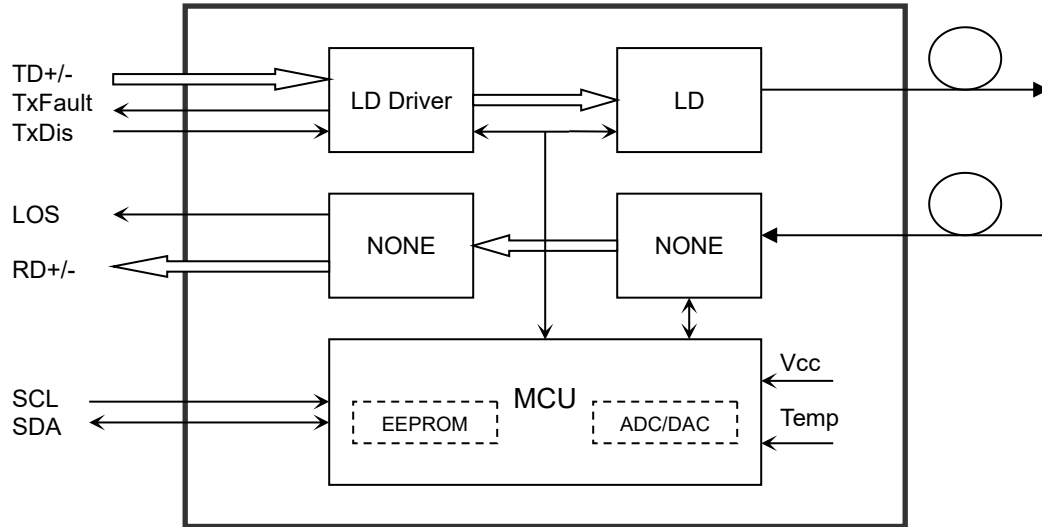 TD+/-
TxFault
TxDis
LD Driver
LD
LOS
RD+/-
NONE
NONE
SCL
SDA
MCU
EEPROM
ADC/DAC
Vcc
Temp